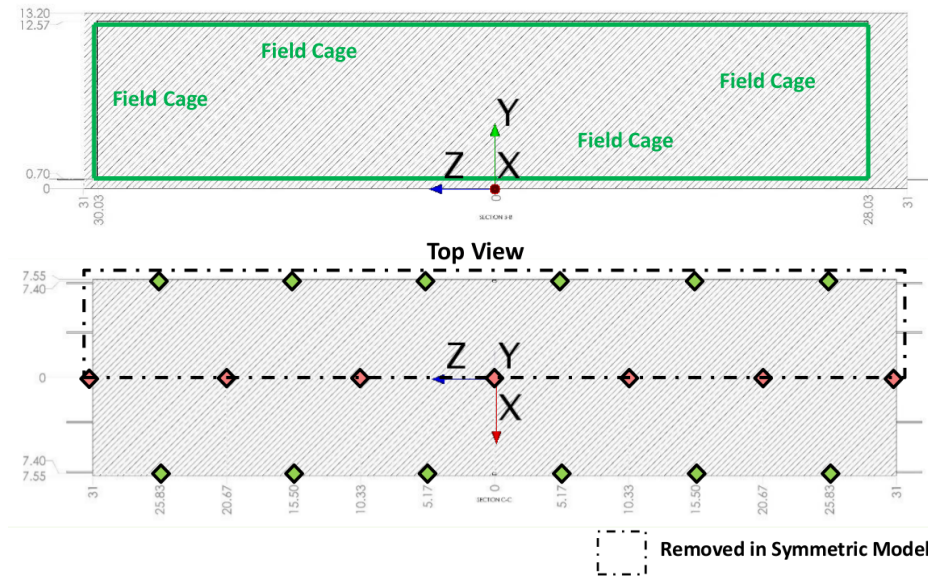 13.20
12.57
Field Cage
Field Cage
Field Cage
Field Cage
Y
Z X
0.70
0
31
30.03
0
28.03
31
Top View
7.55
7.40
Z Y
0
X
7.40
7.55
31
25.83
20.67
15.50
10.33
5.17
0
SECTION C-C
5.17
10.33
15.50
20.67
25.83
31
Removed in Symmetric Model